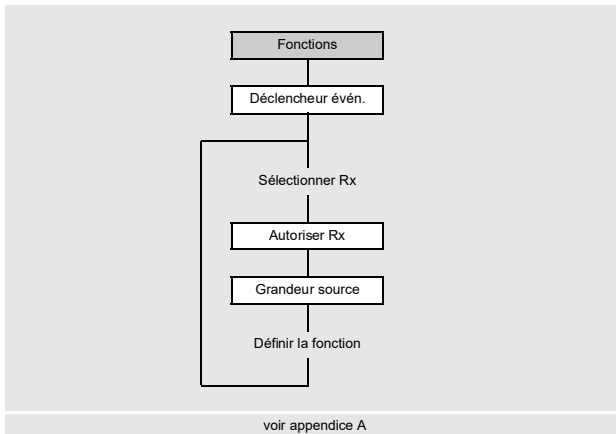 Fonctions
Déclencheur évén.
Sélectionner Rx
Autoriser Rx
Grandeur source
Définir la fonction
voir appendice A